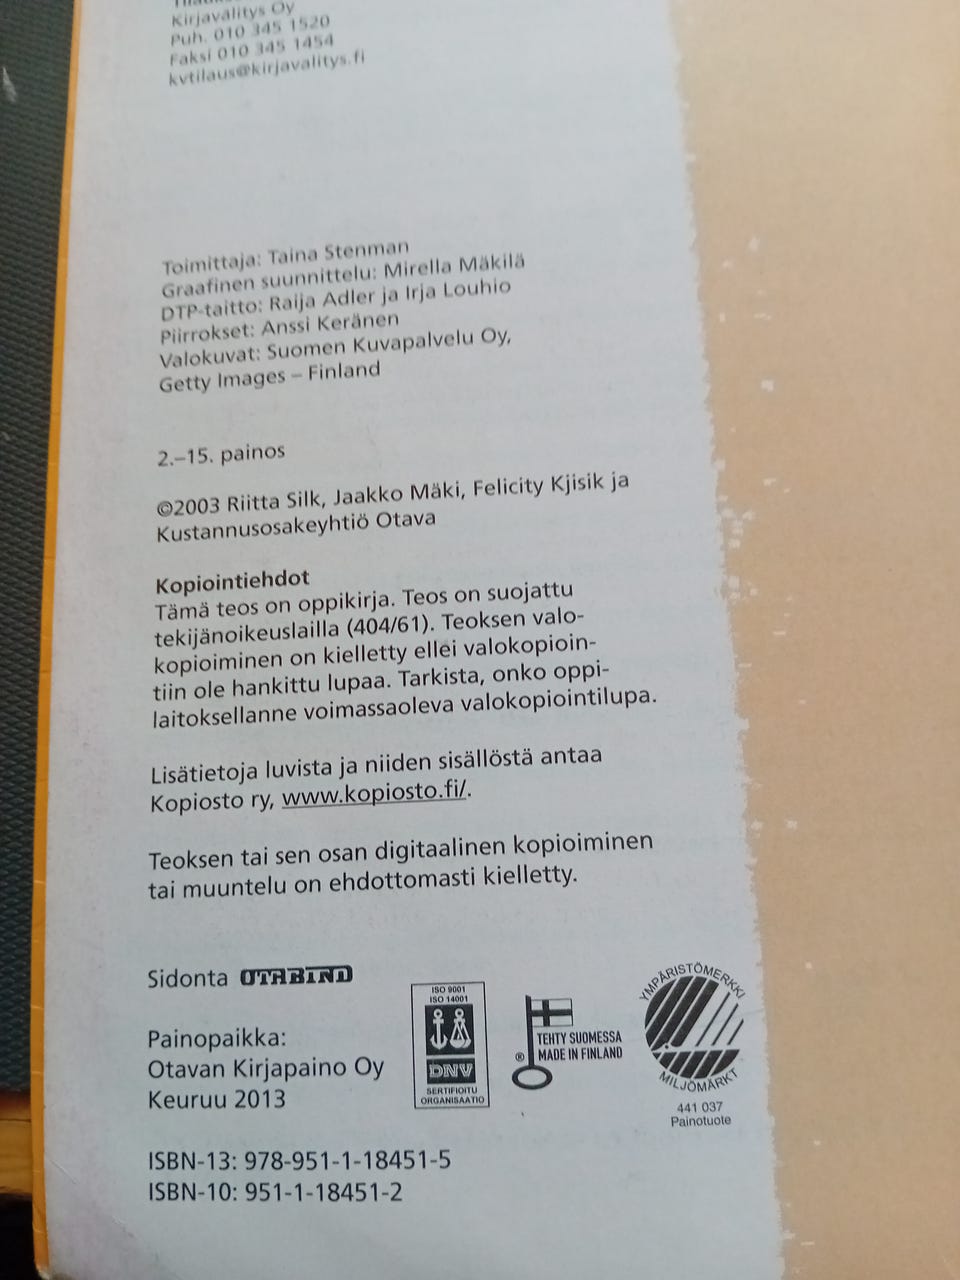 Kirjavälitys Oy
Puh. 010 345 1520
Faksi 010 345 1454
kvtilaus@kirjavalitys.fi
Toimittaja: Taina Stenman
Graafinen suunnittelu: Mirella Mäkilä
DTP-taitto: Raija Adler ja Irja Louhio
Piirrokset: Anssi Keränen
Valokuvat: Suomen Kuvapalvelu Oy,
Getty Images – Finland
2.–15. painos
©2003 Riitta Silk, Jaakko Mäki, Felicity Kjisik ja
Kustannusosakeyhtiö Otava
Kopiointiehdot
Tämä teos on oppikirja. Teos on suojattu
tekijänoikeuslailla (404/61). Teoksen valo-
kopioiminen on kielletty ellei valokopioin-
tiin ole hankittu lupaa. Tarkista, onko oppi-
laitoksellanne voimassaoleva valokopiointilupa.
Lisätietoja luvista ja niiden sisällöstä antaa
Kopiosto ry, www.kopiosto.fi/.
Teoksen tai sen osan digitaalinen kopioiminen
tai muuntelu on ehdottomasti kielletty.
Sidonta OTABIND
Painopaikka:
Otavan Kirjapaino Oy
Keuruu 2013
ISO 9001
ISO 14001
DNV
SERTIFIOITU
ORGANISAATIO
TEHTY SUOMESSA
® MADE IN FINLAND
YMPÄRISTÖMERKKI
MILJÖMÄRKT
441 037
Painotuote
ISBN-13: 978-951-1-18451-5
ISBN-10: 951-1-18451-2